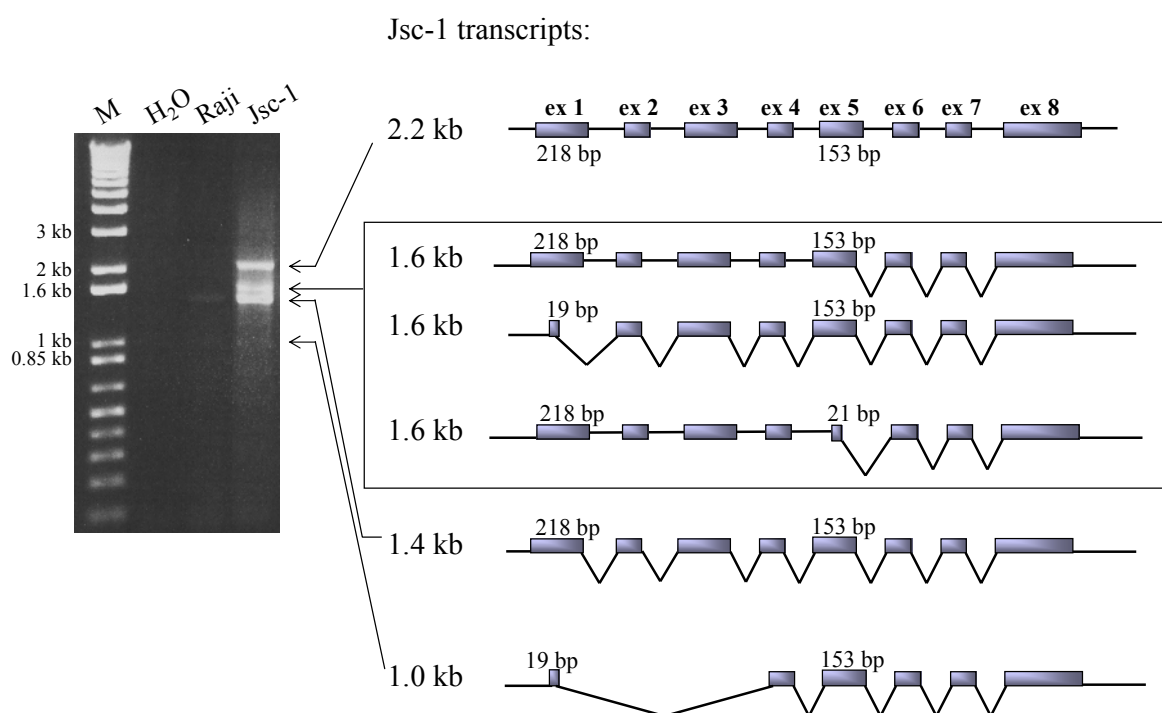 Jsc-1 transcripts:
M H₂O Raji Jsc-1
3 kb
2 kb
1.6 kb
1 kb
0.85 kb
2.2 kb
ex 1 ex 2 ex 3 ex 4 ex 5 ex 6 ex 7 ex 8
218 bp 153 bp
1.6 kb
218 bp 153 bp
1.6 kb
19 bp 153 bp
1.6 kb
218 bp 21 bp
1.4 kb
218 bp 153 bp
1.0 kb
19 bp 153 bp